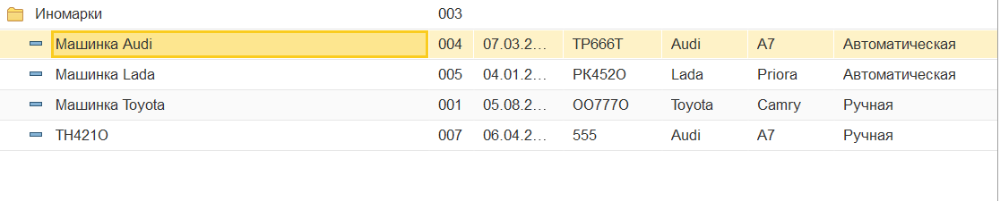 Иномарки 003
Машинка Audi 004 07.03.2... ТР666Т Audi A7 Автоматическая
Машинка Lada 005 04.01.2... РК452О Lada Priora Автоматическая
Машинка Toyota 001 05.08.2... ОО777О Toyota Camry Ручная
ТН421О 007 06.04.2... 555 Audi A7 Ручная